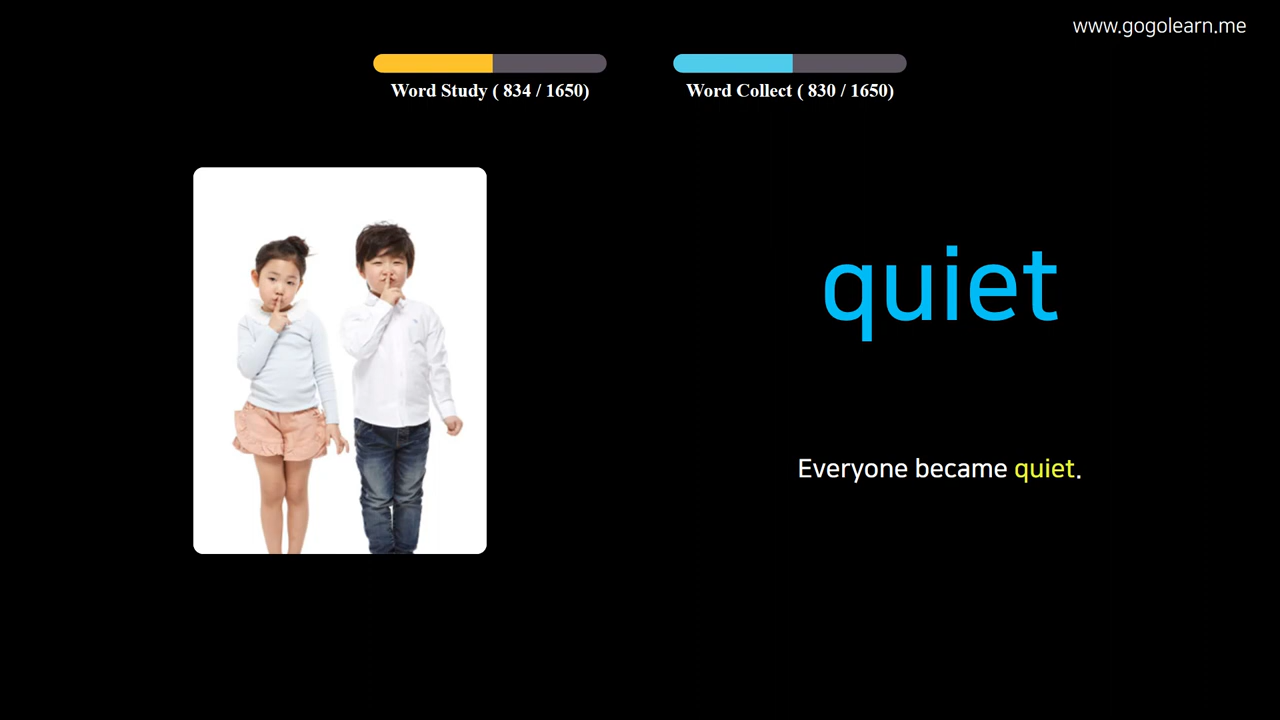 www.gogolearn.me
Word Study ( 834 / 1650)
Word Collect ( 830 / 1650)
quiet
Everyone became quiet.